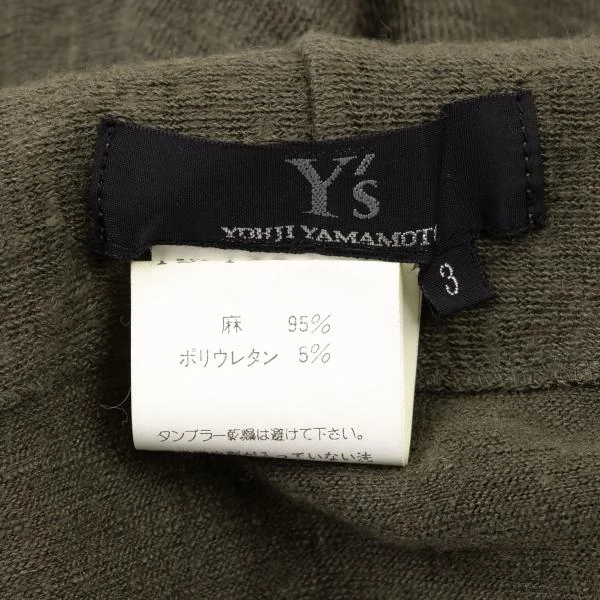 Y's
YOHJI YAMAMOTO
3
麻 95%
ポリウレタン 5%
タンブラー乾燥は避けて下さい。